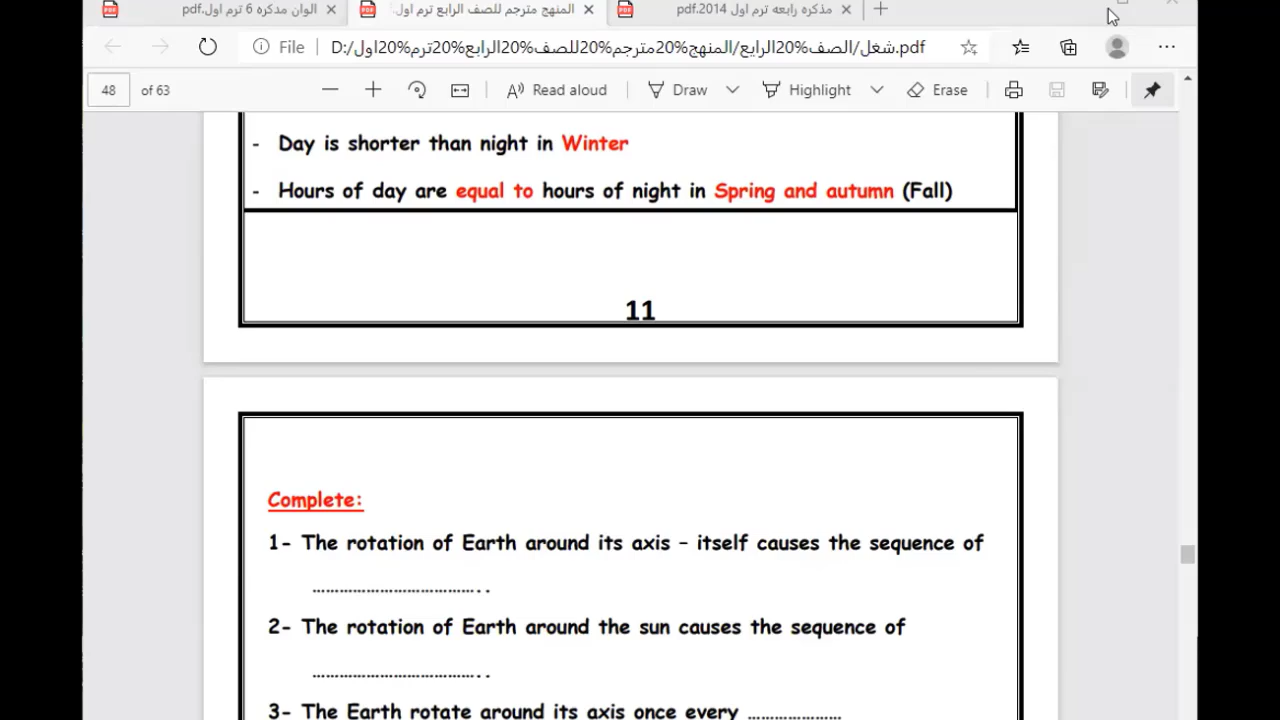 الوان مدكره 6 ترم اول.pdf
المنهج مترجم للصف الرابع ترم اول.
مذكره رابعه ترم اول 2014.pdf
File
D:/شغل/الصف%20الرابع/المنهج%20مترجم%20للصف%20الرابع%20ترم%20اول.pdf
48 of 63
Read aloud
Draw
Highlight
Erase
- Day is shorter than night in Winter
- Hours of day are equal to hours of night in Spring and autumn (Fall)
11
Complete:
1- The rotation of Earth around its axis – itself causes the sequence of
……………………………………..
2- The rotation of Earth around the sun causes the sequence of
……………………………………..
3- The Earth rotate around its axis once every …………………